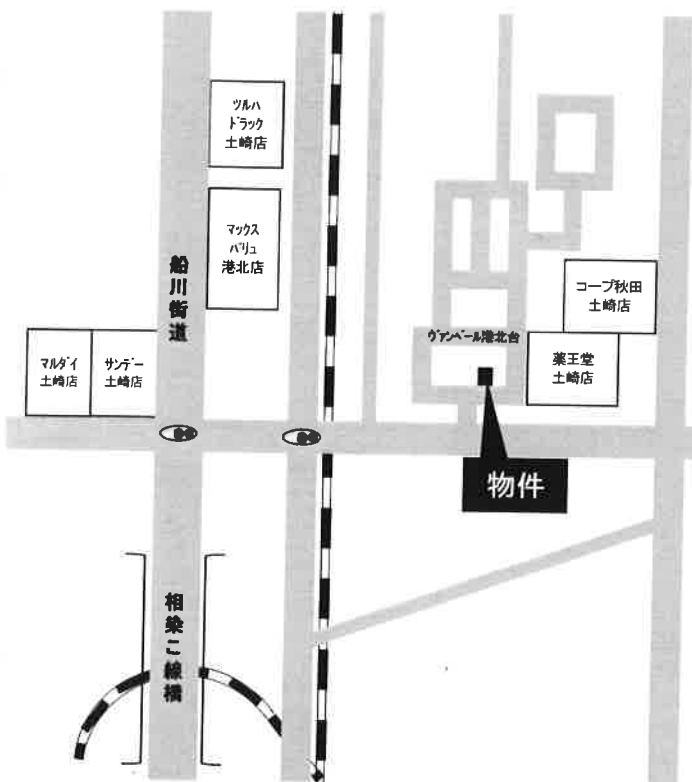 ツルハ
ドラック
土崎店
マックス
バリュ
港北店
船川街道
コープ秋田
土崎店
ヴァンベール港北台
薬王堂
土崎店
マルダイ
土崎店
サンデー
土崎店
物件
相染こ線橋